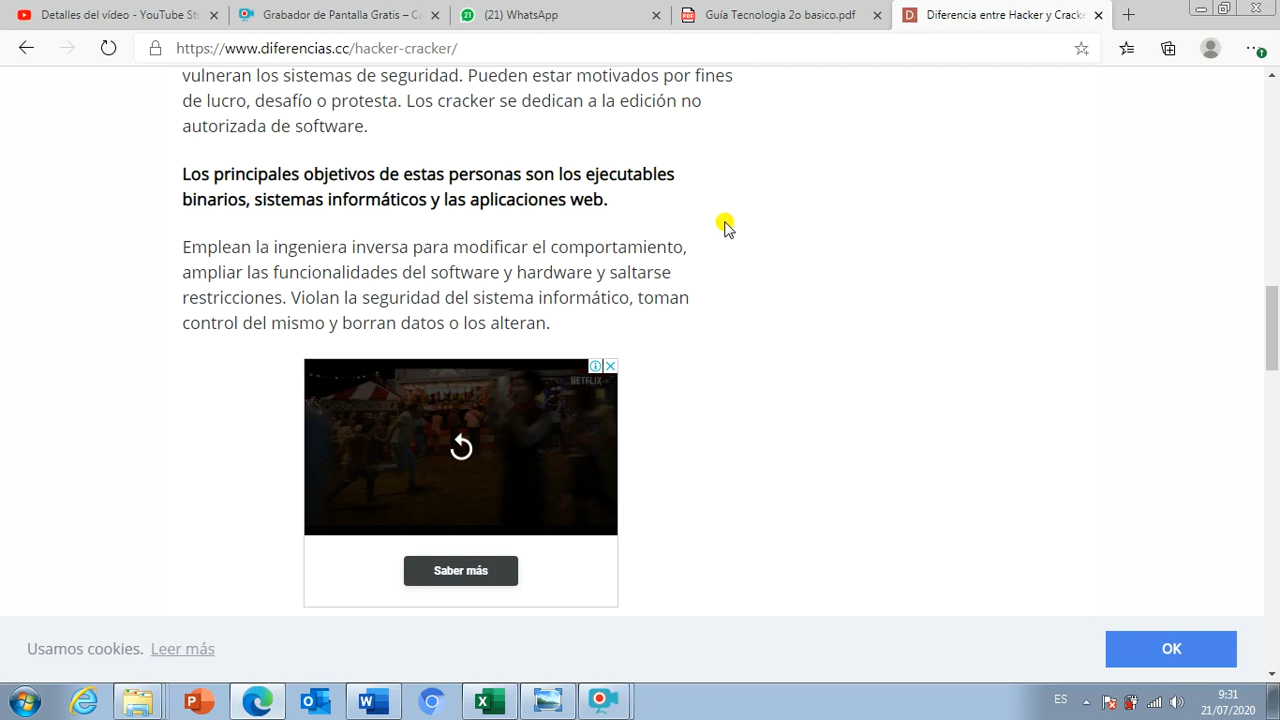 Detalles del vídeo - YouTube Stu
Grabador de Pantalla Gratis – Ca
(21) WhatsApp
Guía Tecnologia 2o basico.pdf
Diferencia entre Hacker y Cracke
https://www.diferencias.cc/hacker-cracker/
vulneran los sistemas de seguridad. Pueden estar motivados por fines
de lucro, desafío o protesta. Los cracker se dedican a la edición no
autorizada de software.
Los principales objetivos de estas personas son los ejecutables
binarios, sistemas informáticos y las aplicaciones web.
Emplean la ingeniera inversa para modificar el comportamiento,
ampliar las funcionalidades del software y hardware y saltarse
restricciones. Violan la seguridad del sistema informático, toman
control del mismo y borran datos o los alteran.
NETFLIX
Saber más
Usamos cookies. Leer más
OK
ES
9:31
21/07/2020